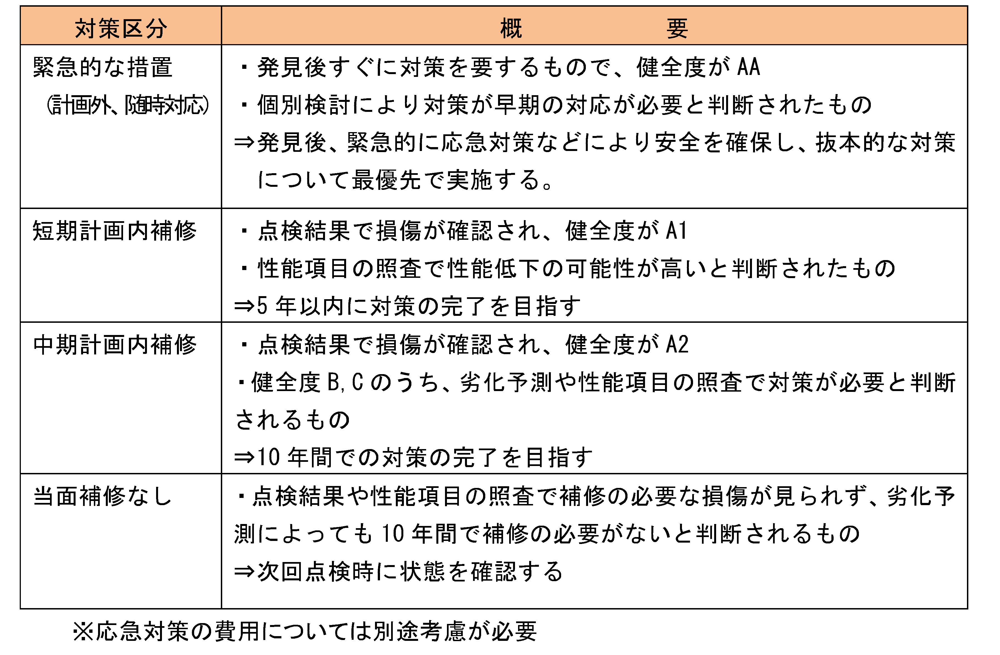 対策区分
概 要
緊急的な措置
（計画外、随時対応）
・発見後すぐに対策を要するもので、健全度が AA
・個別検討により対策が早期の対応が必要と判断されたもの
⇒発見後、緊急的に応急対策などにより安全を確保し、抜本的な対策
について最優先で実施する。
短期計画内補修
・点検結果で損傷が確認され、健全度が A1
・性能項目の照査で性能低下の可能性が高いと判断されたもの
⇒5 年以内に対策の完了を目指す
中期計画内補修
・点検結果で損傷が確認され、健全度が A2
・健全度 B,C のうち、劣化予測や性能項目の照査で対策が必要と判断
されるもの
⇒10 年間での対策の完了を目指す
当面補修なし
・点検結果や性能項目の照査で補修の必要な損傷が見られず、劣化予
測によっても 10 年間で補修の必要がないと判断されるもの
⇒次回点検時に状態を確認する
※応急対策の費用については別途考慮が必要